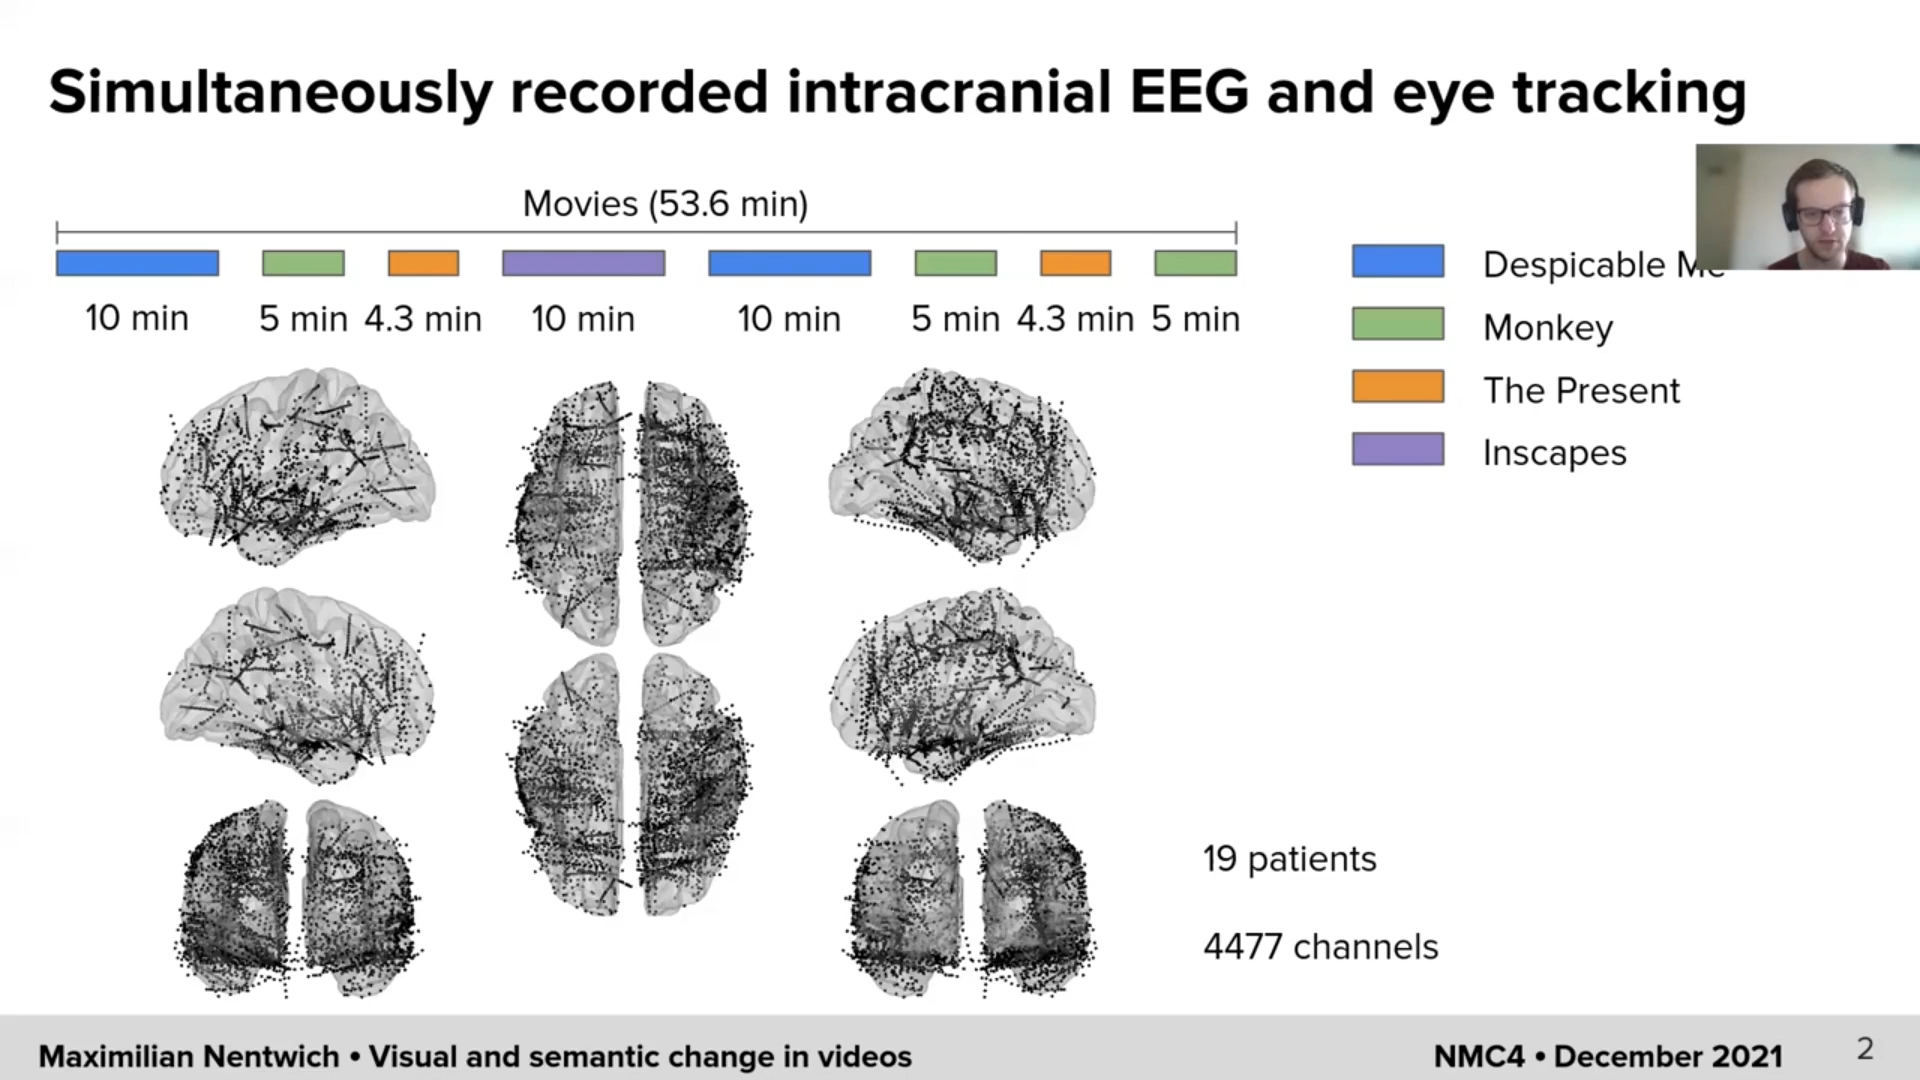 Simultaneously recorded intracranial EEG and eye tracking
Movies (53.6 min)
10 min 5 min 4.3 min 10 min 10 min 5 min 4.3 min 5 min
Despicable Me
Monkey
The Present
Inscapes
19 patients
4477 channels
Maximilian Nentwich • Visual and semantic change in videos
NMC4 • December 2021 2